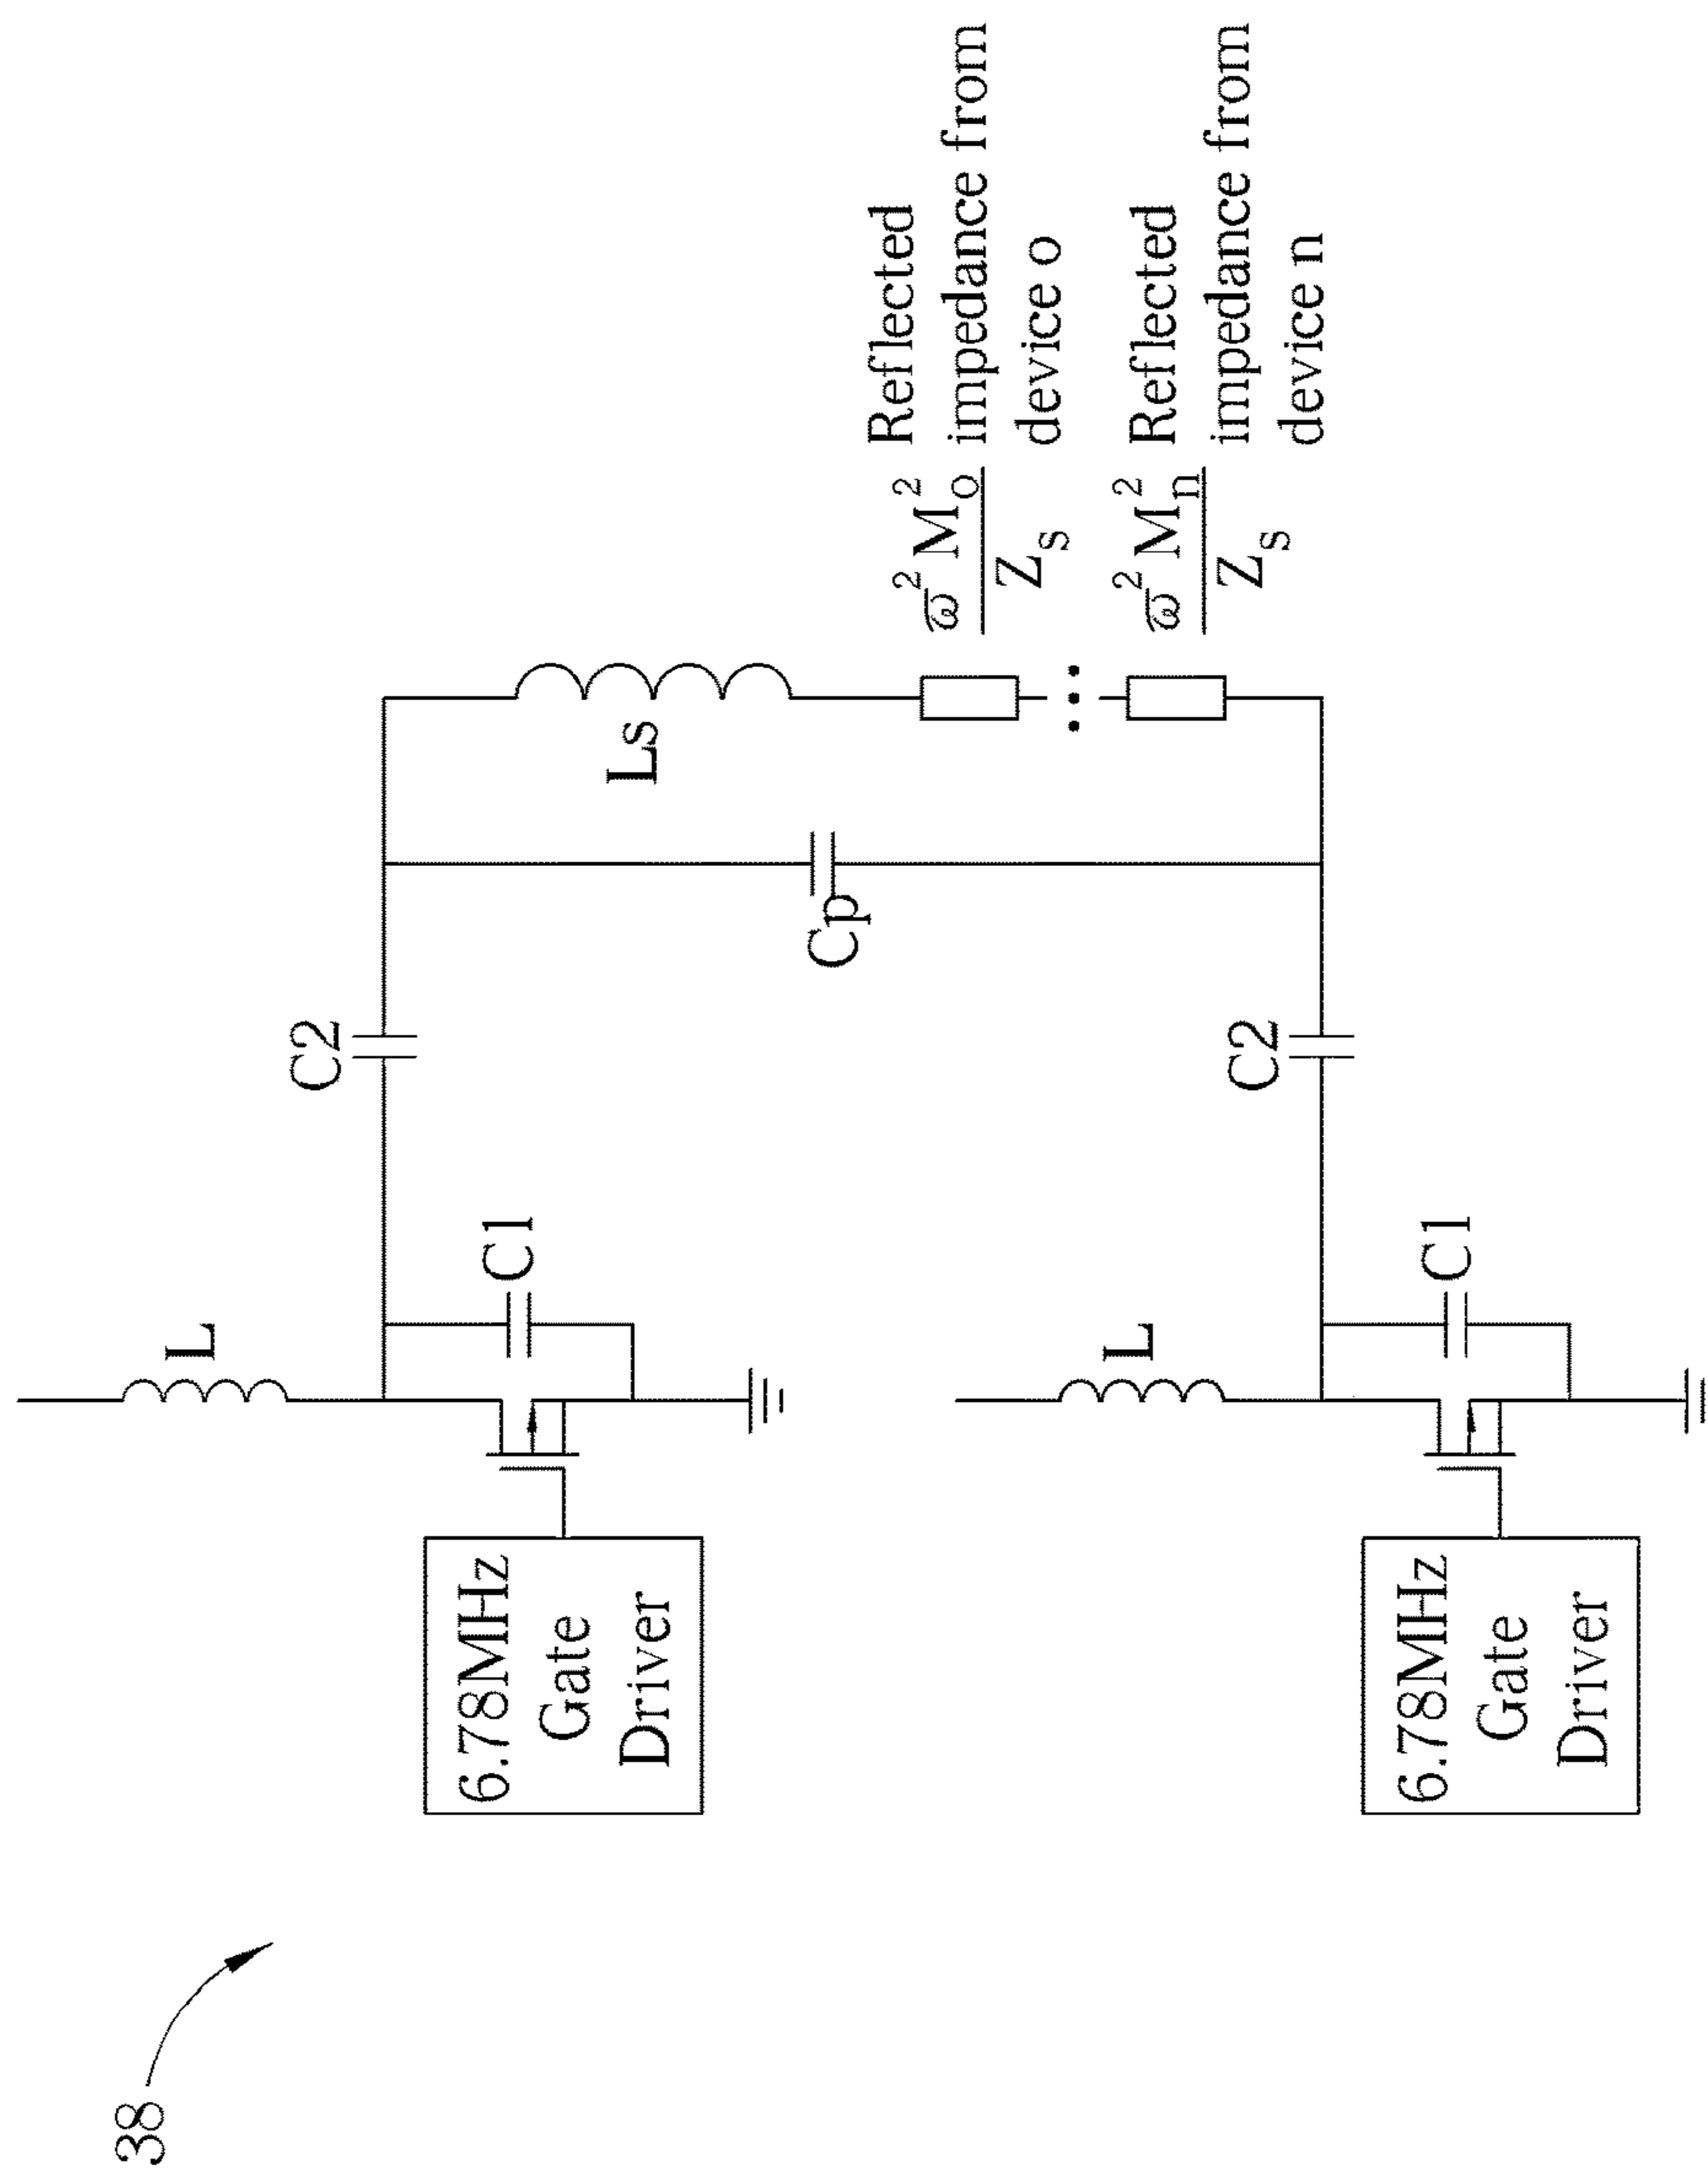 38
L
C2
6.78MHz
Gate
Driver
C1
Ls
Cp
ϖ²M₀² Reflected
Zₛ impedance from
device o
ϖ²Mₙ² Reflected
Zₛ impedance from
device n
L
C2
6.78MHz
Gate
Driver
C1